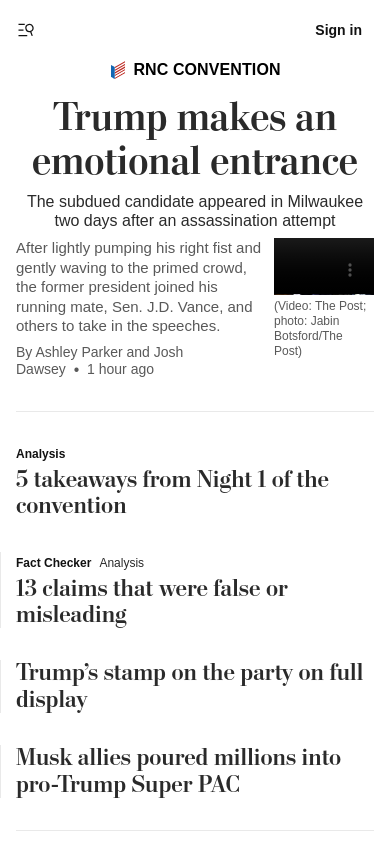 Sign in
RNC CONVENTION
Trump makes an
emotional entrance
The subdued candidate appeared in Milwaukee
two days after an assassination attempt
After lightly pumping his right fist and
gently waving to the primed crowd,
the former president joined his
running mate, Sen. J.D. Vance, and
others to take in the speeches.
By Ashley Parker and Josh
Dawsey • 1 hour ago
(Video: The Post;
photo: Jabin
Botsford/The
Post)
Analysis
5 takeaways from Night 1 of the
convention
Fact Checker Analysis
13 claims that were false or
misleading
Trump’s stamp on the party on full
display
Musk allies poured millions into
pro-Trump Super PAC